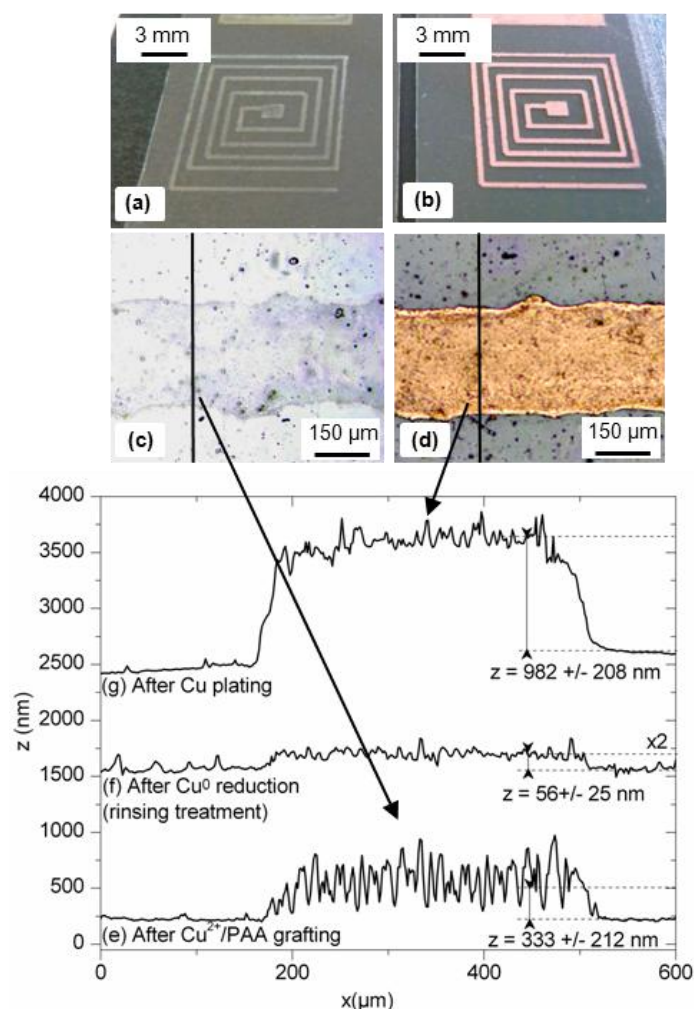 3 mm
3 mm
(a)
(b)
(c)
150 µm
(d)
150 µm
4000
3500
3000
2500
2000
1500
1000
500
0
z (nm)
z = 982 +/- 208 nm
(g) After Cu plating
x2
(f) After Cu⁰ reduction
(rinsing treatment)
z = 56+/- 25 nm
(e) After Cu²⁺/PAA grafting
z = 333 +/- 212 nm
0 200 400 600
x(µm)